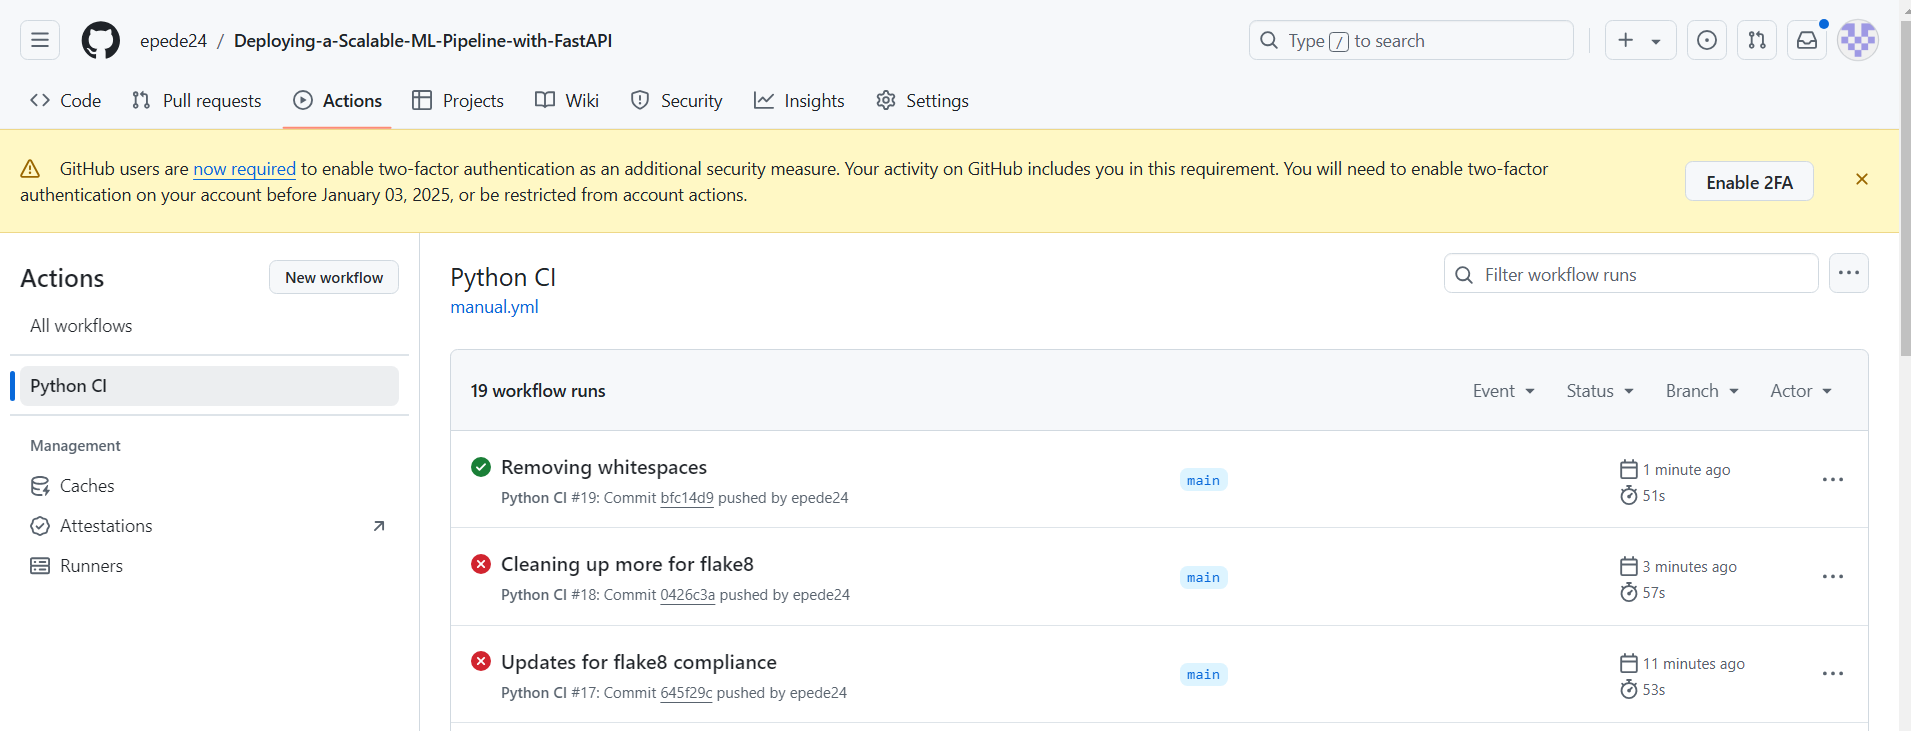 epede24 / Deploying-a-Scalable-ML-Pipeline-with-FastAPI
Type / to search
Code Pull requests Actions Projects Wiki Security Insights Settings
GitHub users are now required to enable two-factor authentication as an additional security measure. Your activity on GitHub includes you in this requirement. You will need to enable two-factor
authentication on your account before January 03, 2025, or be restricted from account actions.
Enable 2FA
Actions
New workflow
All workflows
Python CI
Management
Caches
Attestations
Runners
Python CI
manual.yml
Filter workflow runs
19 workflow runs
Event Status Branch Actor
Removing whitespaces
Python CI #19: Commit bfc14d9 pushed by epede24
main
1 minute ago
51s
Cleaning up more for flake8
Python CI #18: Commit 0426c3a pushed by epede24
main
3 minutes ago
57s
Updates for flake8 compliance
Python CI #17: Commit 645f29c pushed by epede24
main
11 minutes ago
53s